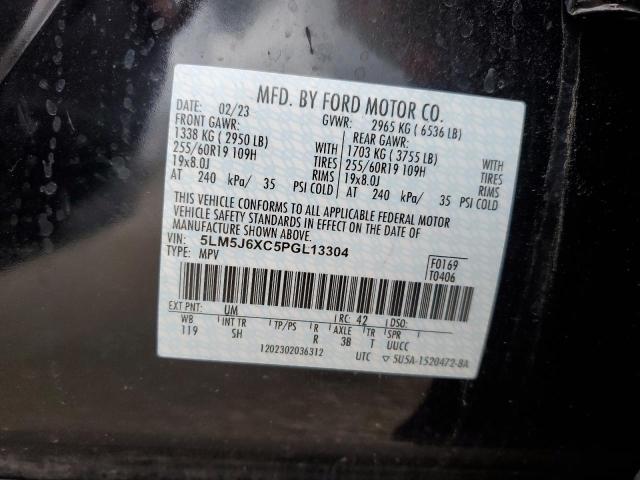 MFD. BY FORD MOTOR CO.
DATE: 02/23 GVWR: 2965 KG ( 6536 LB)
FRONT GAWR: REAR GAWR:
1338 KG ( 2950 LB) WITH 1703 KG ( 3755 LB) WITH
255/60R19 109H TIRES 255/60R19 109H TIRES
19x8.0J RIMS 19x8.0J RIMS
AT 240 kPa/ 35 PSI COLD AT 240 kPa/ 35 PSI COLD
THIS VEHICLE CONFORMS TO ALL APPLICABLE FEDERAL MOTOR
VEHICLE SAFETY STANDARDS IN EFFECT ON THE DATE OF
MANUFACTURE SHOWN ABOVE.
VIN: 5LM5J6XC5PGL13304 F0169
TYPE: MPV T0406
EXT PNT: UM RC: 42 DSO:
WB INT TR TP/PS R AXLE TR SPR
119 SH R 3B T UUCC
1202302036312 UTC ▽5U5A-1520472-BA